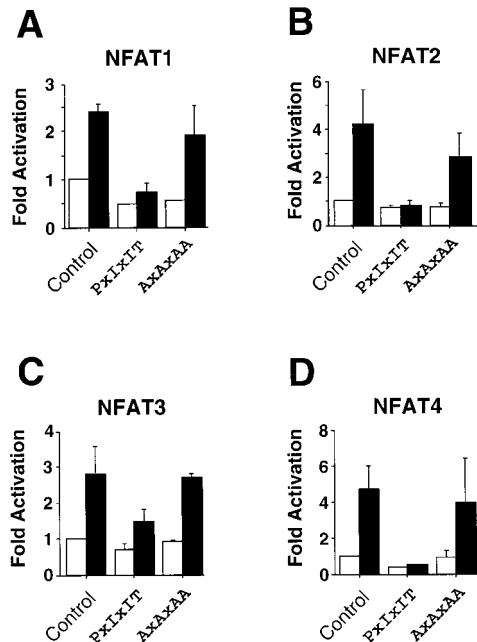 A
NFAT1
Fold Activation
3
2
1
0
Control
PxIxIT
AxAxAA
B
NFAT2
Fold Activation
6
4
2
0
Control
PxIxIT
AxAxAA
C
NFAT3
Fold Activation
4
3
2
1
0
Control
PxIxIT
AxAxAA
D
NFAT4
Fold Activation
8
6
4
2
0
Control
PxIxIT
AxAxAA